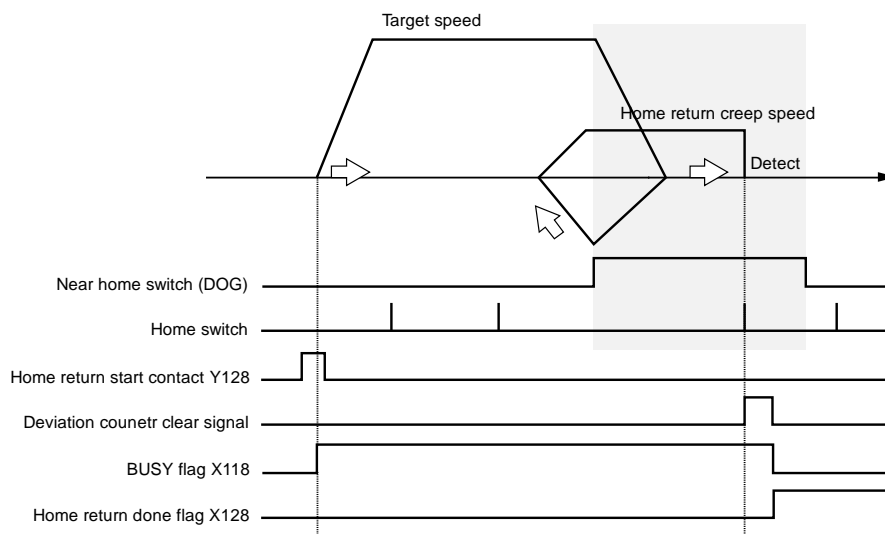 Target speed
Home return creep speed
Detect
Near home switch (DOG)
Home switch
Home return start contact Y128
Deviation counetr clear signal
BUSY flag X118
Home return done flag X128